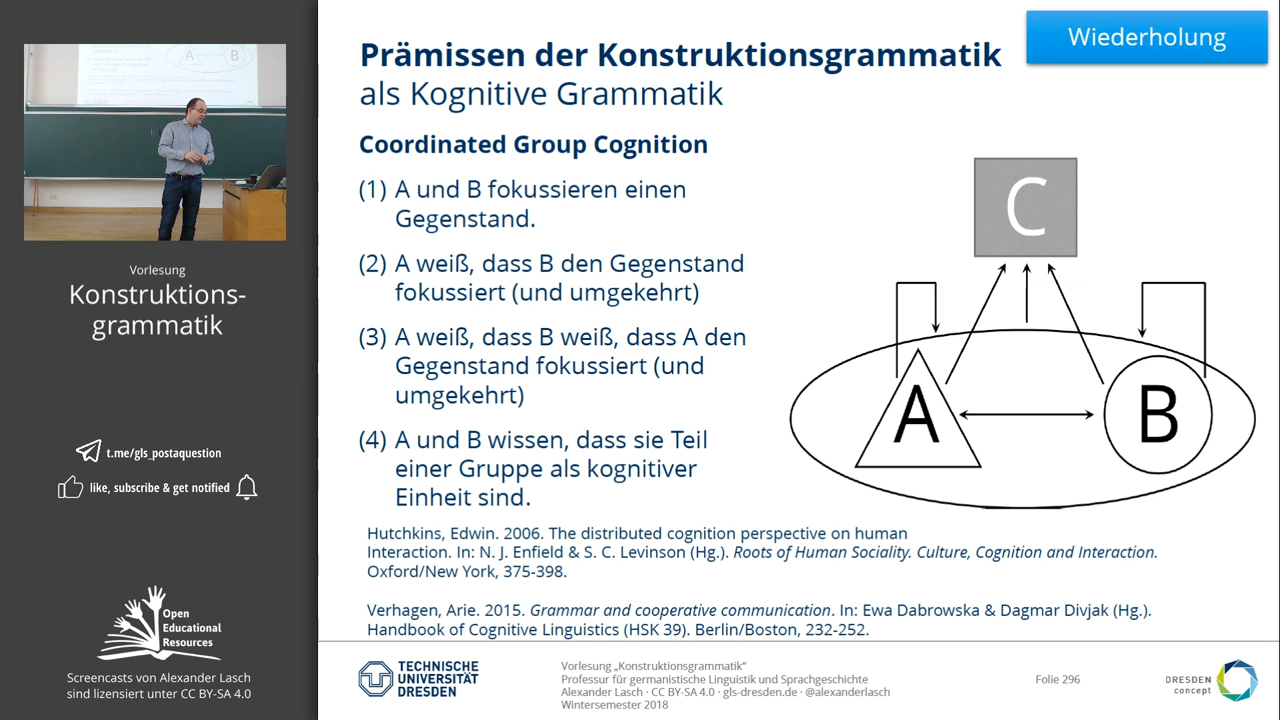 Vorlesung
Konstruktions-
grammatik
t.me/gls_postaquestion
like, subscribe & get notified
Open
Educational
Resources
Screencasts von Alexander Lasch
sind lizensiert unter CC BY-SA 4.0
Wiederholung
Prämissen der Konstruktionsgrammatik
als Kognitive Grammatik
Coordinated Group Cognition
(1) A und B fokussieren einen
Gegenstand.
(2) A weiß, dass B den Gegenstand
fokussiert (und umgekehrt)
(3) A weiß, dass B weiß, dass A den
Gegenstand fokussiert (und
umgekehrt)
(4) A und B wissen, dass sie Teil
einer Gruppe als kognitiver
Einheit sind.
C
A
B
Hutchkins, Edwin. 2006. The distributed cognition perspective on human
Interaction. In: N. J. Enfield & S. C. Levinson (Hg.). Roots of Human Sociality. Culture, Cognition and Interaction.
Oxford/New York, 375-398.
Verhagen, Arie. 2015. Grammar and cooperative communication. In: Ewa Dabrowska & Dagmar Divjak (Hg.).
Handbook of Cognitive Linguistics (HSK 39). Berlin/Boston, 232-252.
TECHNISCHE
UNIVERSITÄT
DRESDEN
Vorlesung „Konstruktionsgrammatik“
Professur für germanistische Linguistik und Sprachgeschichte
Alexander Lasch · CC BY-SA 4.0 · gls-dresden.de · @alexanderlasch
Wintersemester 2018
Folie 296
DRESDEN
concept